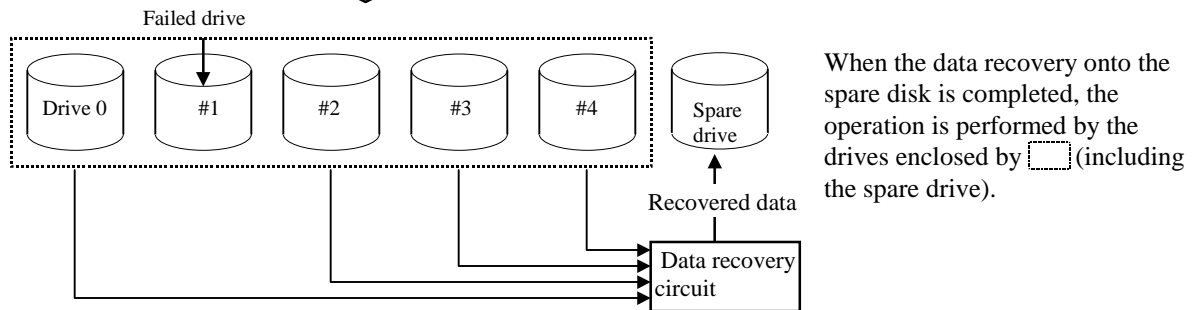 Failed drive
Drive 0
#1
#2
#3
#4
Spare
drive
When the data recovery onto the
spare disk is completed, the
operation is performed by the
drives enclosed by (including
the spare drive).
Recovered data
Data recovery
circuit